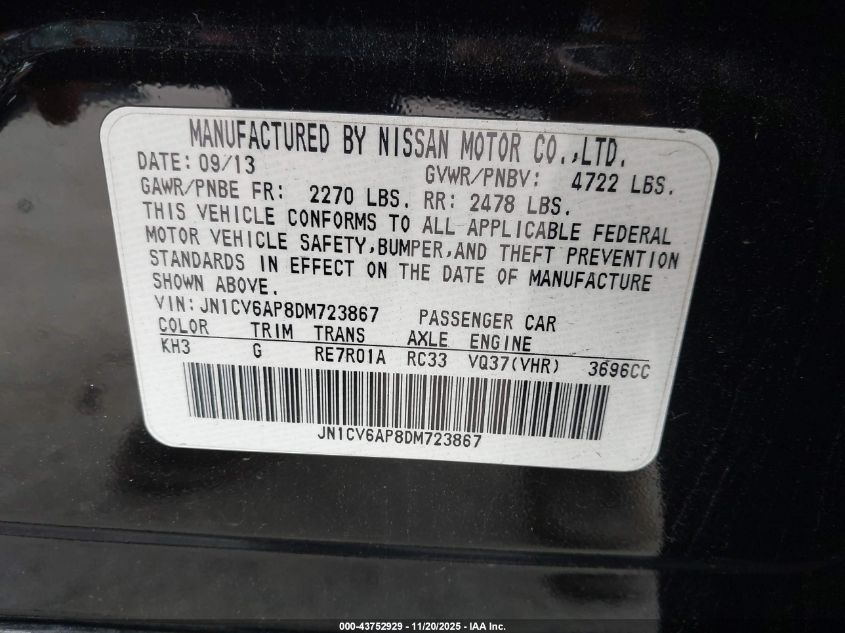 MANUFACTURED BY NISSAN MOTOR CO.,LTD.
DATE: 09/13 GVWR/PNBV: 4722 LBS.
GAWR/PNBE FR: 2270 LBS. RR: 2478 LBS.
THIS VEHICLE CONFORMS TO ALL APPLICABLE FEDERAL
MOTOR VEHICLE SAFETY,BUMPER,AND THEFT PREVENTION
STANDARDS IN EFFECT ON THE DATE OF MANUFACTURE
SHOWN ABOVE.
VIN: JN1CV6AP8DM723867 PASSENGER CAR
COLOR TRIM TRANS AXLE ENGINE
KH3 G RE7R01A RC33 VQ37(VHR) 3696CC
JN1CV6AP8DM723867
000-43752929 - 11/20/2025 - IAA Inc.